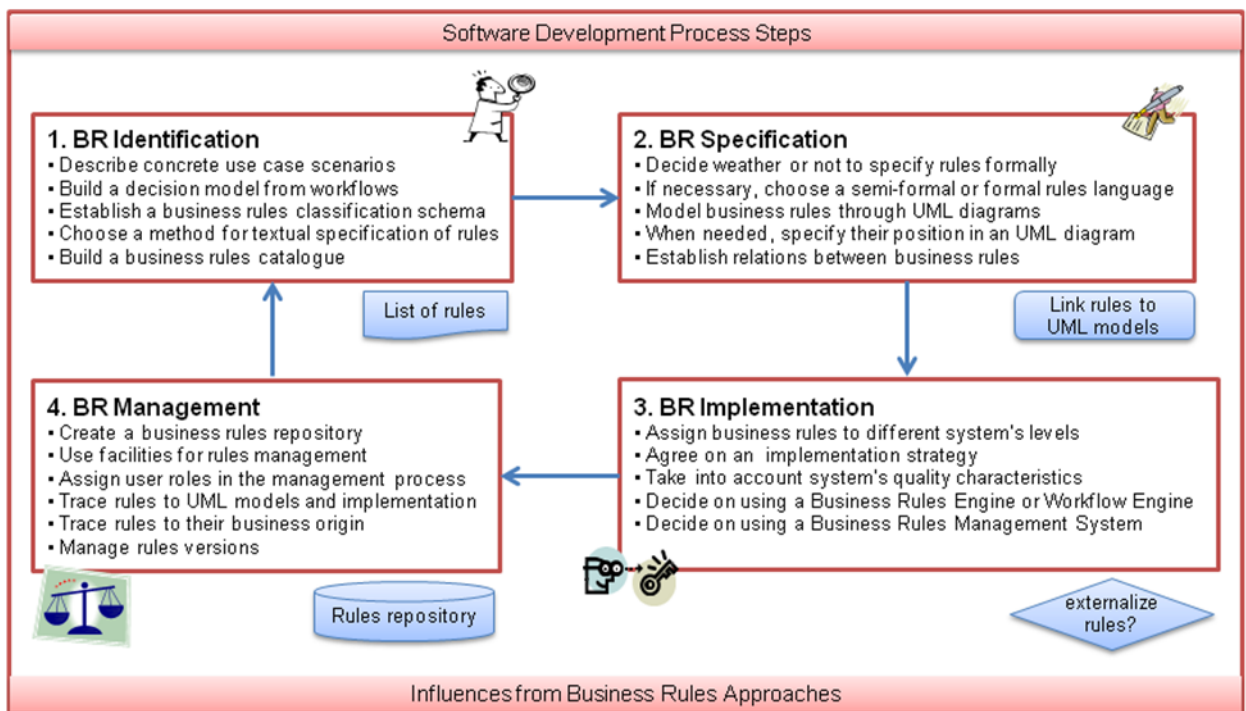 Software Development Process Steps
1. BR Identification
▪ Describe concrete use case scenarios
▪ Build a decision model from workflows
▪ Establish a business rules classification schema
▪ Choose a method for textual specification of rules
▪ Build a business rules catalogue
List of rules
2. BR Specification
▪ Decide weather or not to specify rules formally
▪ If necessary, choose a semi-formal or formal rules language
▪ Model business rules through UML diagrams
▪ When needed, specify their position in an UML diagram
▪ Establish relations between business rules
Link rules to
UML models
3. BR Implementation
▪ Assign business rules to different system's levels
▪ Agree on an implementation strategy
▪ Take into account system's quality characteristics
▪ Decide on using a Business Rules Engine or Workflow Engine
▪ Decide on using a Business Rules Management System
externalize
rules?
4. BR Management
▪ Create a business rules repository
▪ Use facilities for rules management
▪ Assign user roles in the management process
▪ Trace rules to UML models and implementation
▪ Trace rules to their business origin
▪ Manage rules versions
Rules repository
Influences from Business Rules Approaches